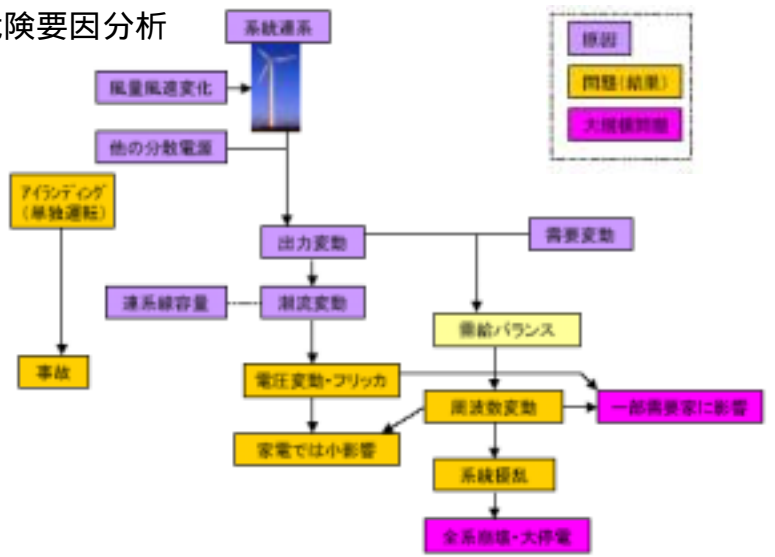 険要因分析
系統連系
原因
風量風速変化
問題(結果)
大規模問題
他の分散電源
アイランディング
(単独運転)
出力変動
需要変動
連系線容量
潮流変動
需給バランス
事故
電圧変動・フリッカ
周波数変動
一部需要家に影響
家電では小影響
系統擾乱
全系崩壊・大停電